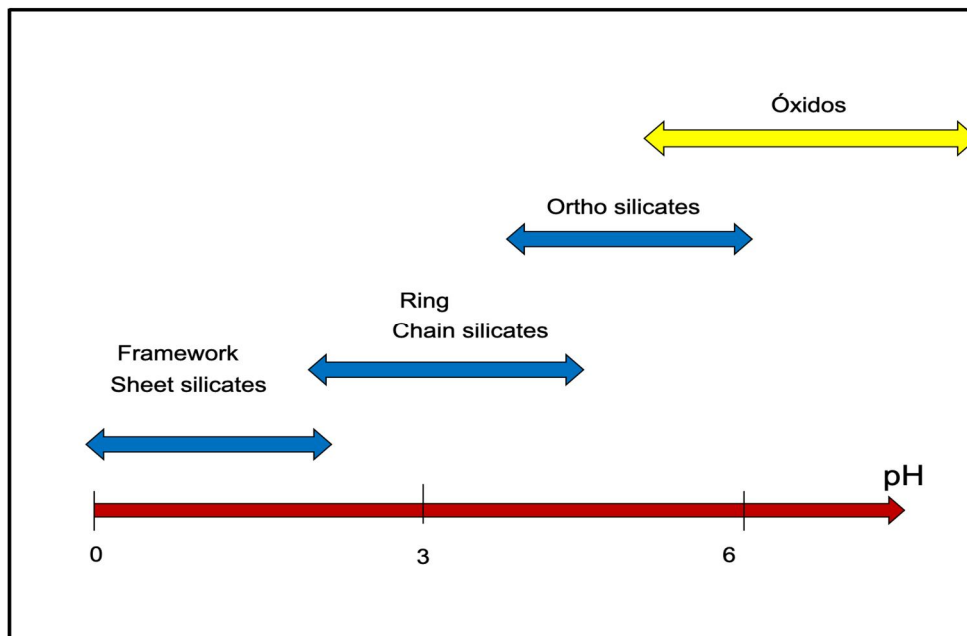 Óxidos
Ortho silicates
Ring
Chain silicates
Framework
Sheet silicates
pH
0
3
6